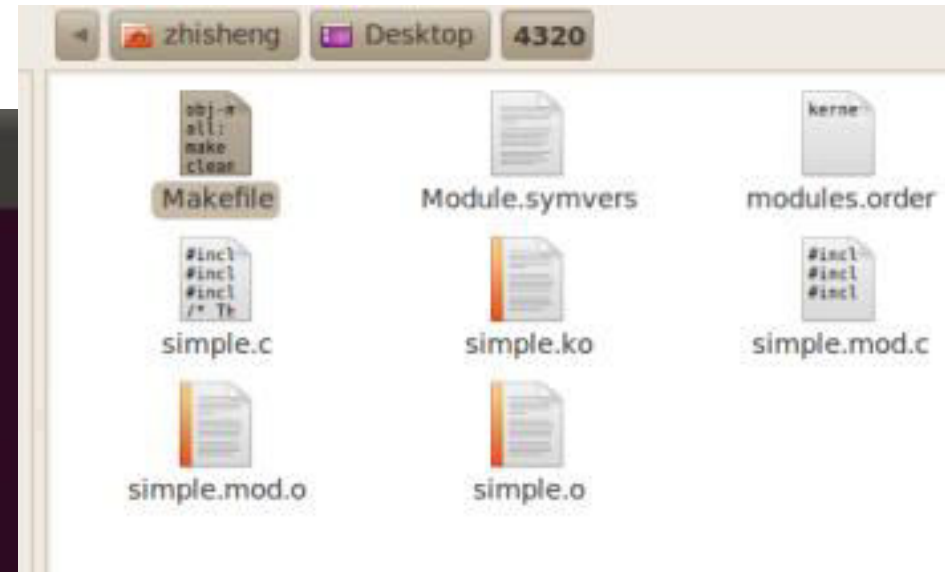 zhisheng Desktop 4320
obj-m
all:
make
clean
kerne
Makefile Module.symvers modules.order
#incl
#incl
#incl
/* Th
#incl
#incl
#incl
simple.c simple.ko simple.mod.c
simple.mod.o simple.o